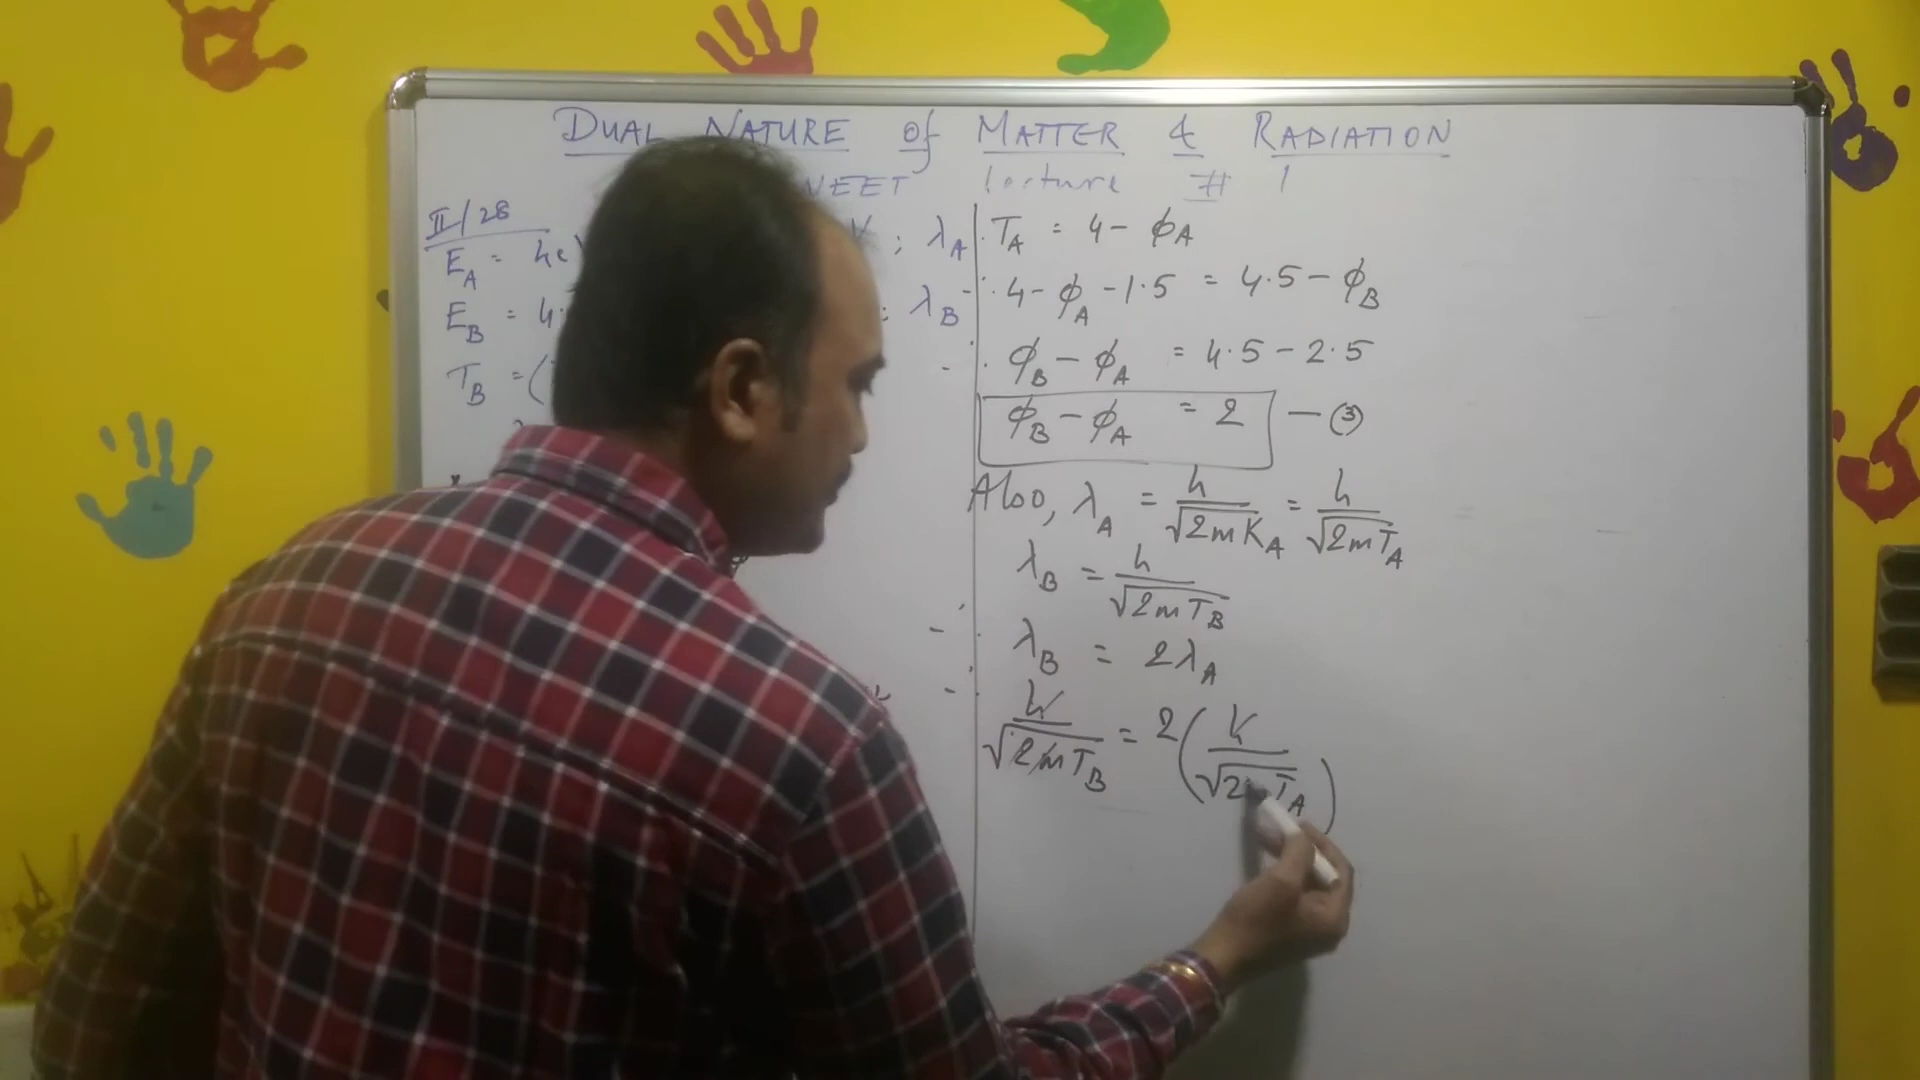 DUAL NATURE of MATTER & RADIATION
NEET Lecture # 1
II/28
E_A = 4e
; λ_A
E_B = 4.
; λ_B
T_B = (
T_A = 4 - ϕ_A
4 - ϕ_A - 1.5 = 4.5 - ϕ_B
ϕ_B - ϕ_A = 4.5 - 2.5
ϕ_B - ϕ_A = 2 — (3)
Also, λ_A = h/√2mK_A = h/√2mT_A
λ_B = h/√2mT_B
λ_B = 2λ_A
h/√2mT_B = 2(h/√2mT_A)